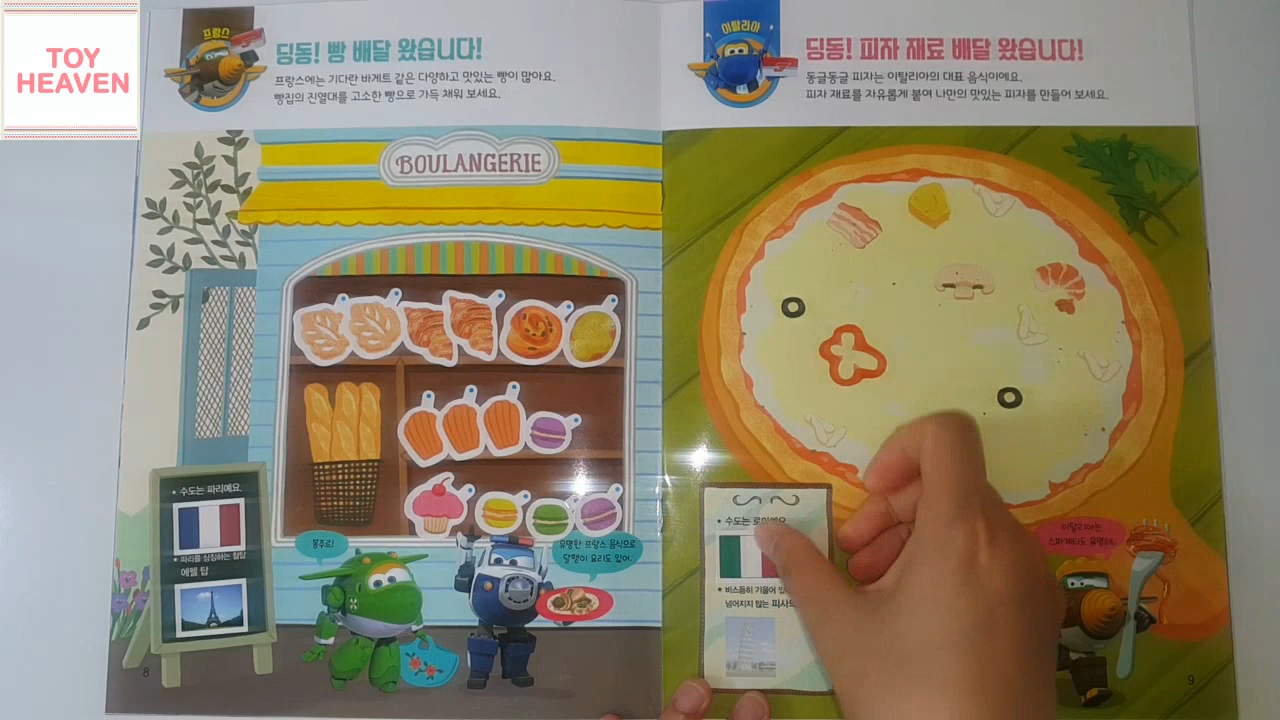 TOY
HEAVEN
프랑스
딩동! 빵 배달 왔습니다!
프랑스에는 기다란 바게트 같은 다양하고 맛있는 빵이 많아요.
빵집의 진열대를 고소한 빵으로 가득 채워 보세요.
BOULANGERIE
수도는 파리예요.
파리를 상징하는 철탑
에펠 탑
봉주르!
유명한 프랑스 음식으로
달팽이 요리도 있어.
8
이탈리아
딩동! 피자 재료 배달 왔습니다!
동글동글 피자는 이탈리아의 대표 음식이에요.
피자 재료를 자유롭게 붙여 나만의 맛있는 피자를 만들어 보세요.
수도는 로마예요.
비스듬히 기울어
넘어지지 않는 피사의
이탈리아는
스파게티도 유명해.
9